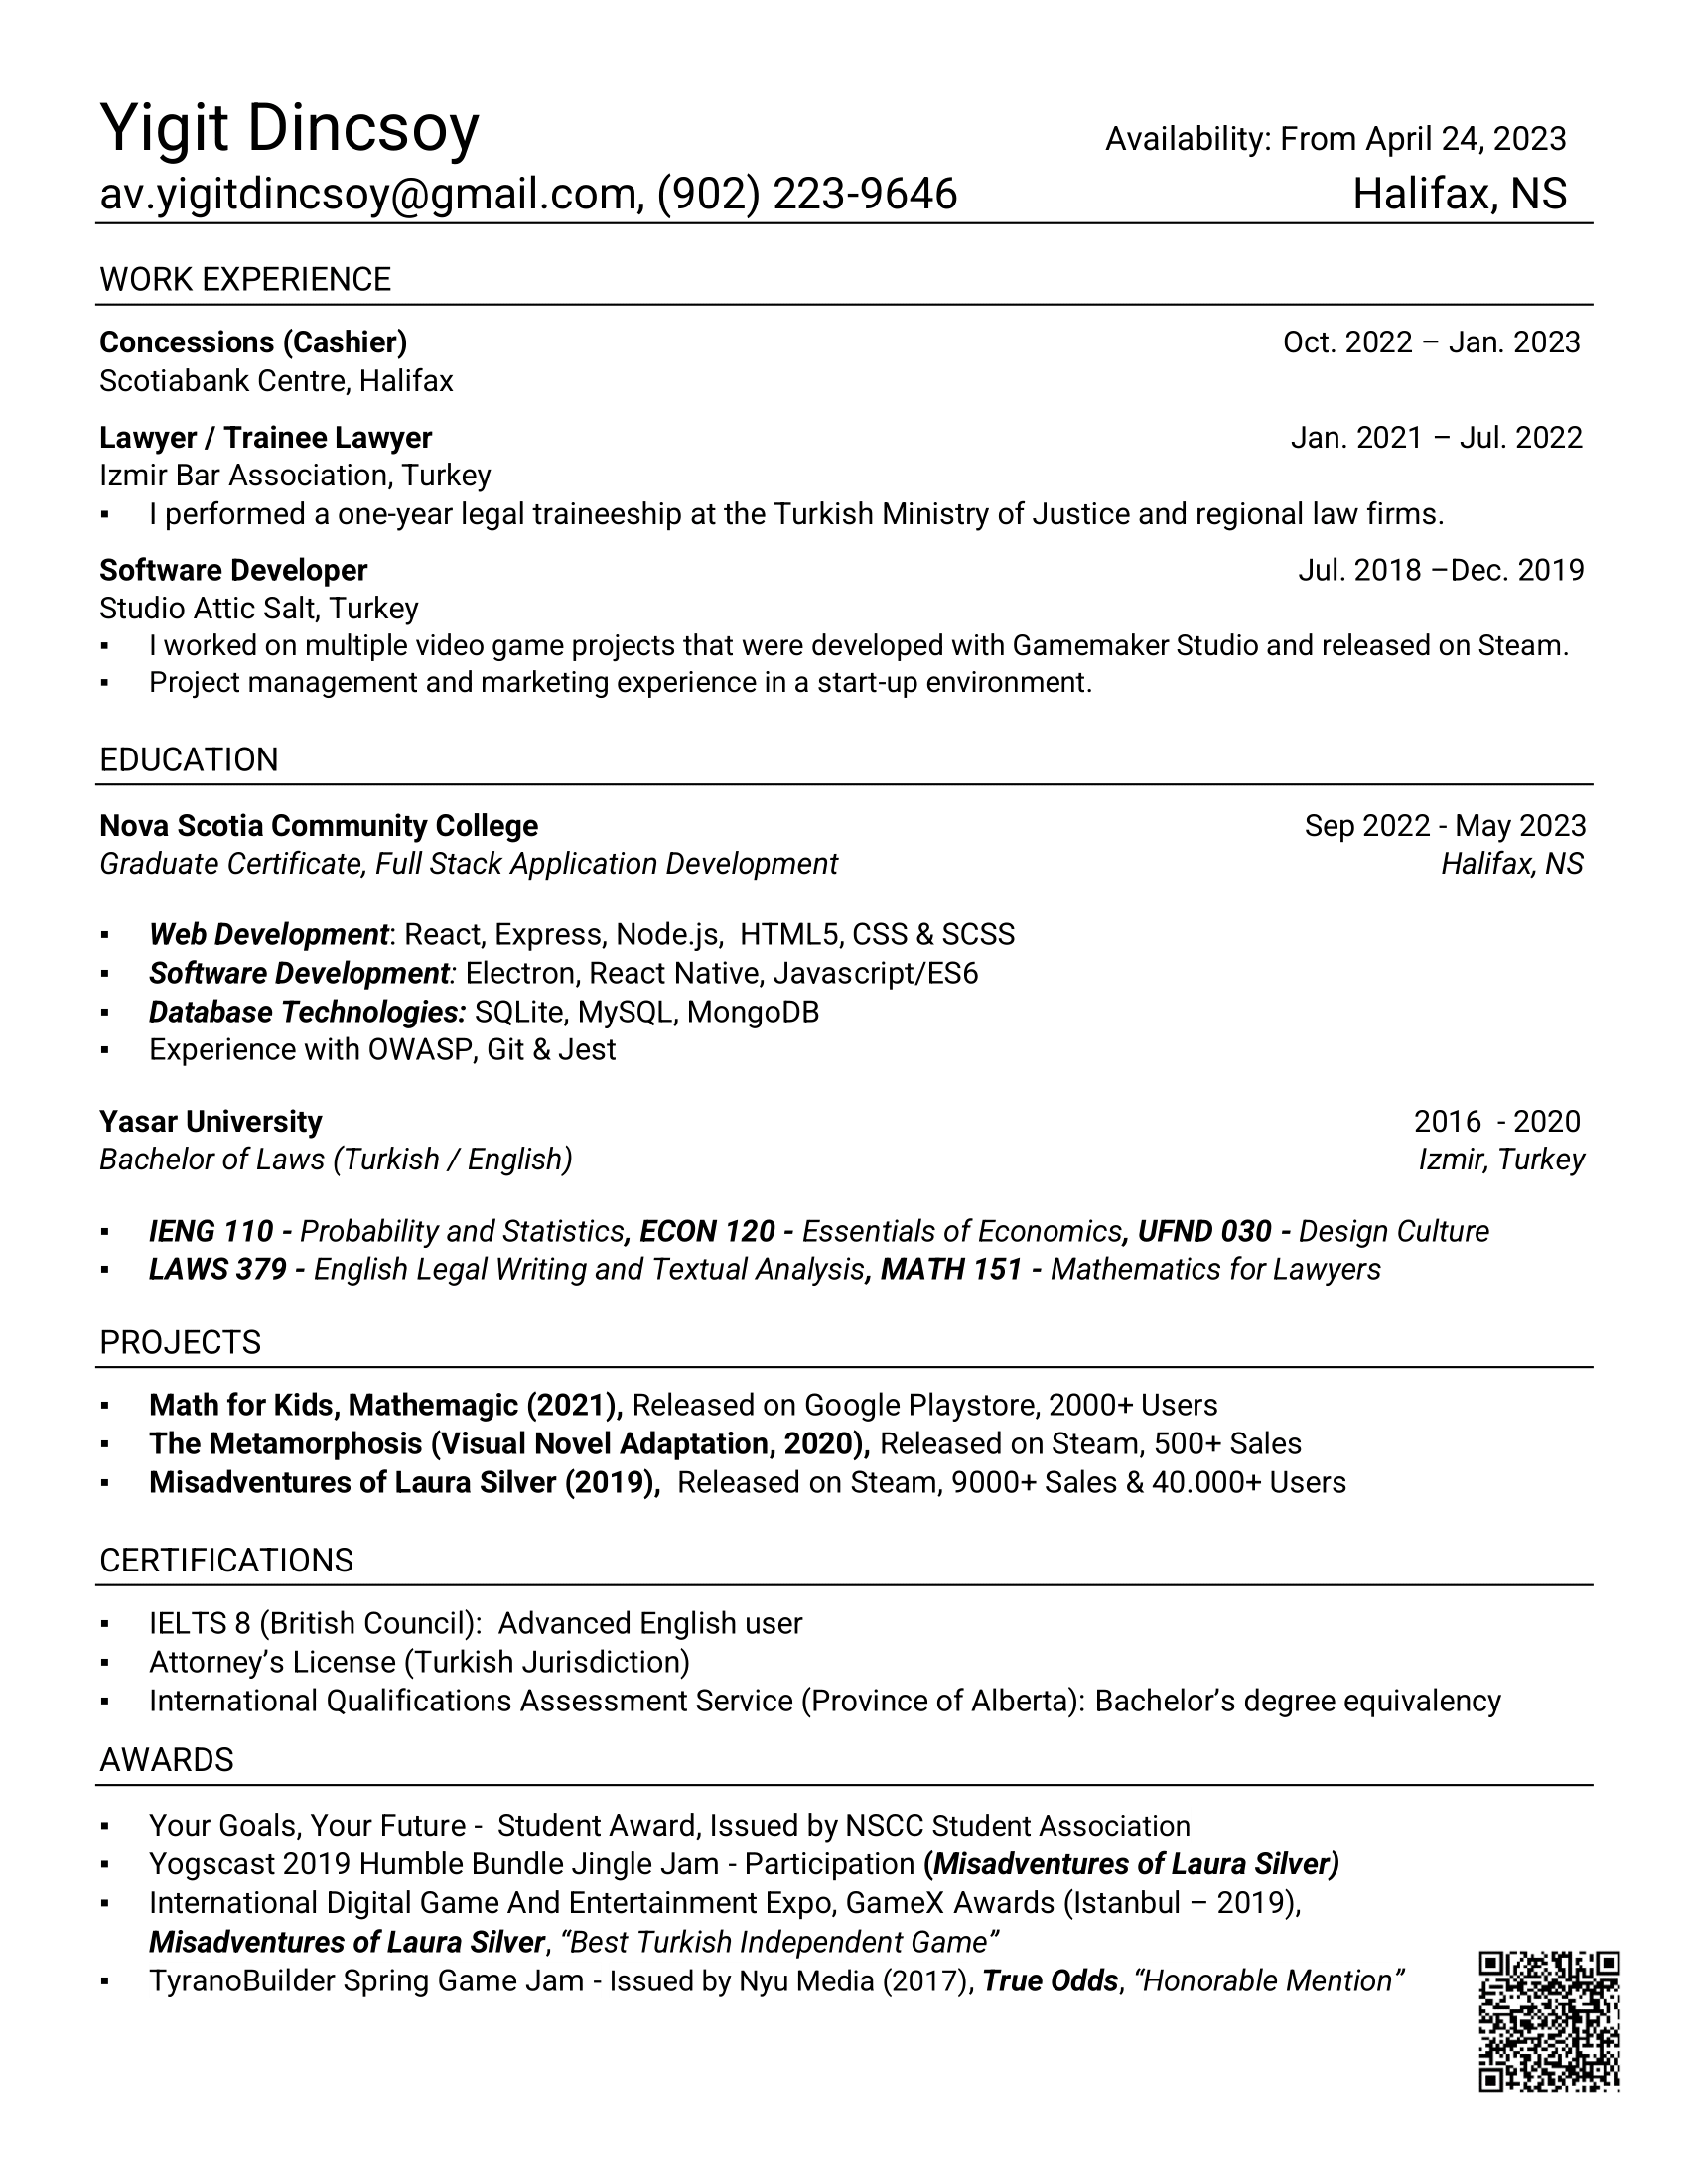 Yigit Dincsoy
Availability: From April 24, 2023
av.yigitdincsoy@gmail.com, (902) 223-9646
Halifax, NS
WORK EXPERIENCE
Concessions (Cashier)
Oct. 2022 – Jan. 2023
Scotiabank Centre, Halifax
Lawyer / Trainee Lawyer
Jan. 2021 – Jul. 2022
Izmir Bar Association, Turkey
▪ I performed a one-year legal traineeship at the Turkish Ministry of Justice and regional law firms.
Software Developer
Jul. 2018 –Dec. 2019
Studio Attic Salt, Turkey
▪ I worked on multiple video game projects that were developed with Gamemaker Studio and released on Steam.
▪ Project management and marketing experience in a start-up environment.
EDUCATION
Nova Scotia Community College
Sep 2022 - May 2023
Graduate Certificate, Full Stack Application Development
Halifax, NS
▪ Web Development: React, Express, Node.js, HTML5, CSS & SCSS
▪ Software Development: Electron, React Native, Javascript/ES6
▪ Database Technologies: SQLite, MySQL, MongoDB
▪ Experience with OWASP, Git & Jest
Yasar University
2016 - 2020
Bachelor of Laws (Turkish / English)
Izmir, Turkey
▪ IENG 110 - Probability and Statistics, ECON 120 - Essentials of Economics, UFND 030 - Design Culture
▪ LAWS 379 - English Legal Writing and Textual Analysis, MATH 151 - Mathematics for Lawyers
PROJECTS
▪ Math for Kids, Mathemagic (2021), Released on Google Playstore, 2000+ Users
▪ The Metamorphosis (Visual Novel Adaptation, 2020), Released on Steam, 500+ Sales
▪ Misadventures of Laura Silver (2019), Released on Steam, 9000+ Sales & 40.000+ Users
CERTIFICATIONS
▪ IELTS 8 (British Council): Advanced English user
▪ Attorney’s License (Turkish Jurisdiction)
▪ International Qualifications Assessment Service (Province of Alberta): Bachelor’s degree equivalency
AWARDS
▪ Your Goals, Your Future - Student Award, Issued by NSCC Student Association
▪ Yogscast 2019 Humble Bundle Jingle Jam - Participation (Misadventures of Laura Silver)
▪ International Digital Game And Entertainment Expo, GameX Awards (Istanbul – 2019),
Misadventures of Laura Silver, “Best Turkish Independent Game”
▪ TyranoBuilder Spring Game Jam - Issued by Nyu Media (2017), True Odds, “Honorable Mention”